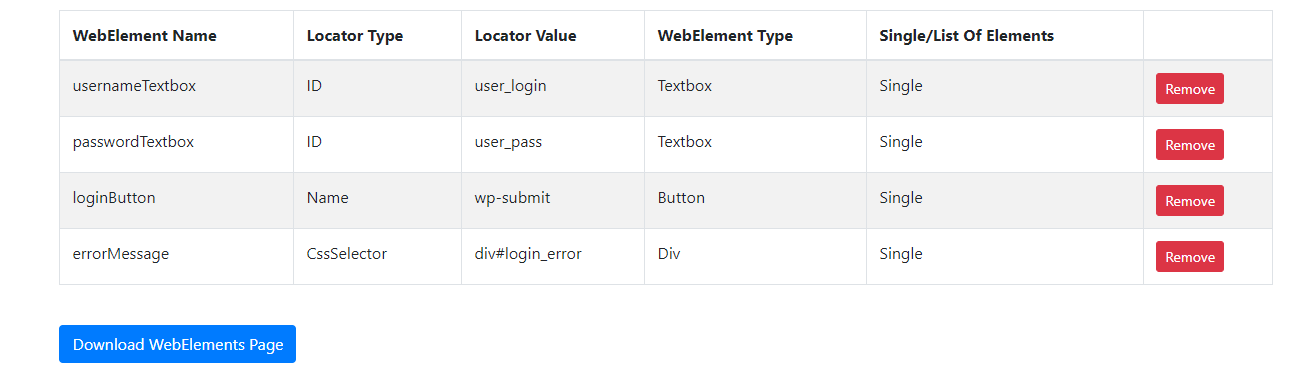 WebElement Name Locator Type Locator Value WebElement Type Single/List Of Elements
usernameTextbox ID user_login Textbox Single Remove
passwordTextbox ID user_pass Textbox Single Remove
loginButton Name wp-submit Button Single Remove
errorMessage CssSelector div#login_error Div Single Remove
Download WebElements Page